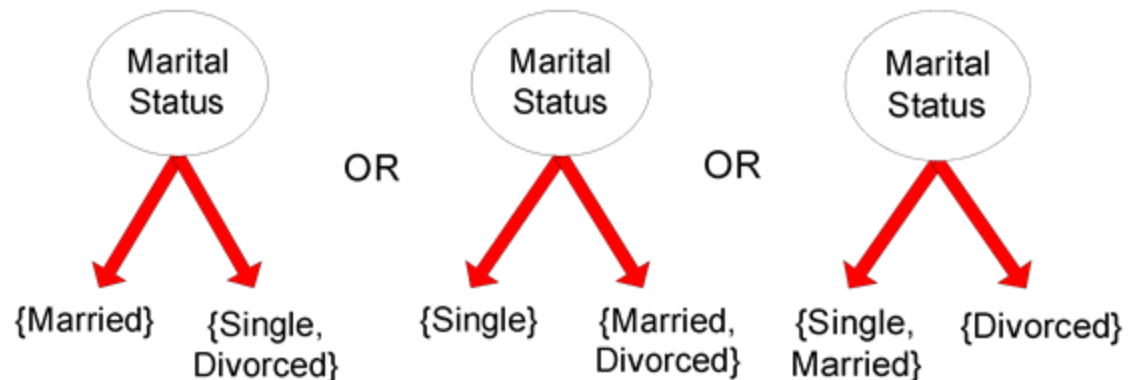 Marital
Status
OR
Marital
Status
OR
Marital
Status
{Married}
{Single,
Divorced}
{Single}
{Married,
Divorced}
{Single,
Married}
{Divorced}